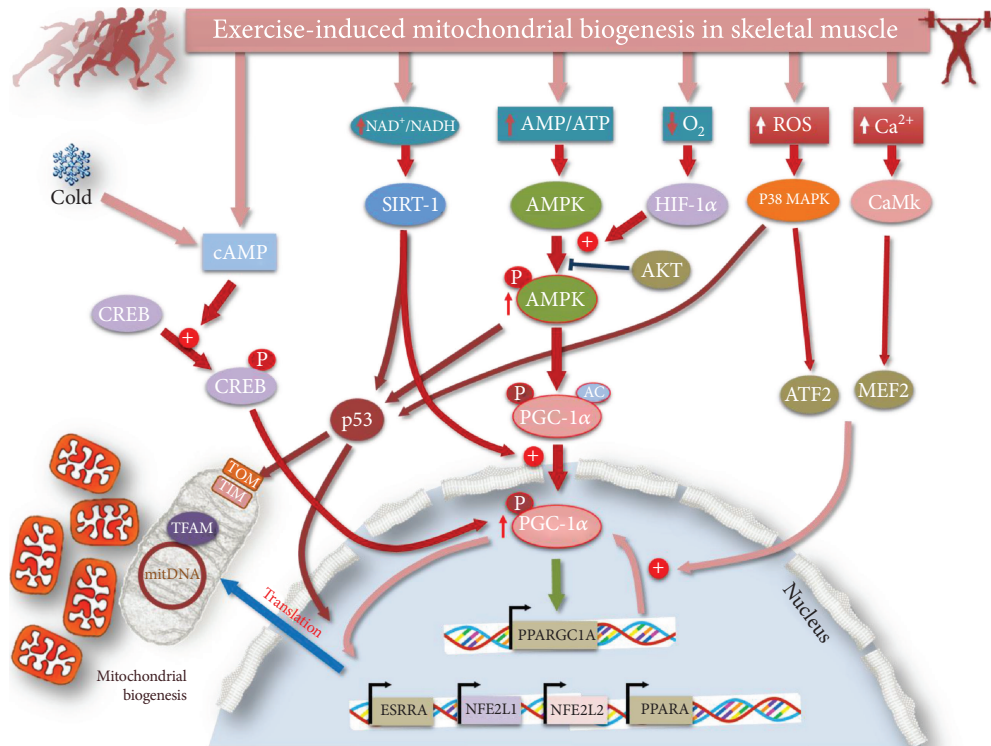 Exercise-induced mitochondrial biogenesis in skeletal muscle
NAD⁺/NADH
AMP/ATP
O₂
ROS
Ca²⁺
Cold
SIRT-1
AMPK
HIF-1α
P38 MAPK
CaMk
cAMP
+
AKT
P
AMPK
CREB
+
P
CREB
ATF2
MEF2
P
AC
PGC-1α
p53
+
TOM
TIM
P
PGC-1α
TFAM
+
mitDNA
Translation
Nucleus
PPARGC1A
Mitochondrial
biogenesis
ESRRA
NFE2L1
NFE2L2
PPARA